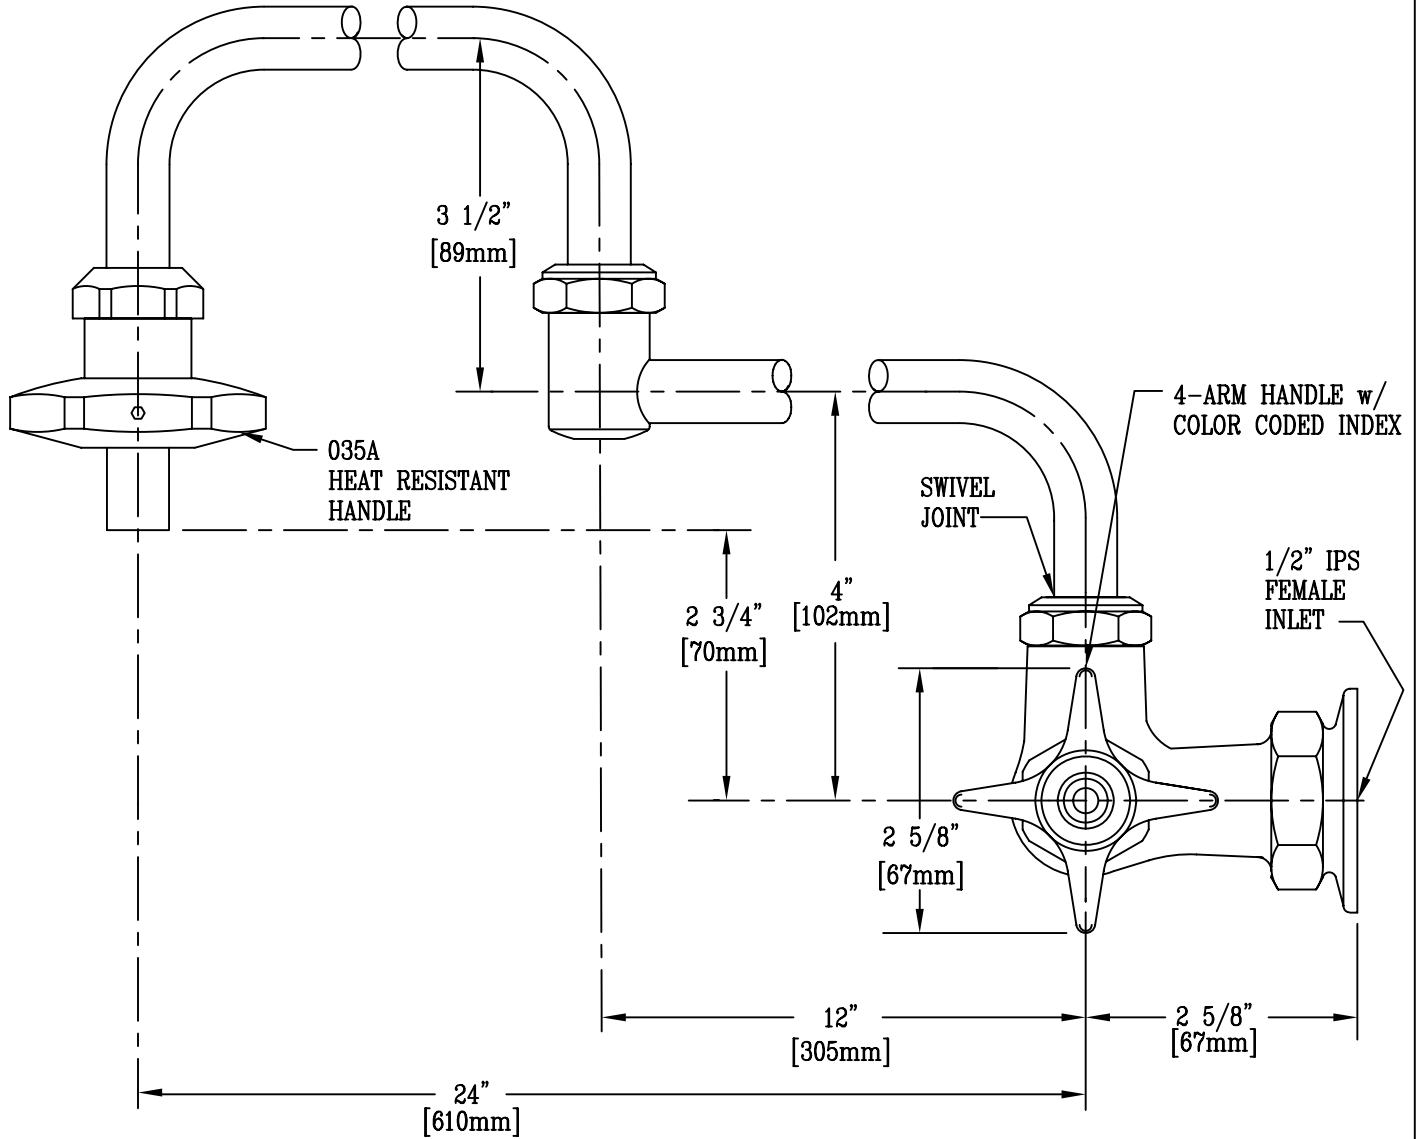 3 1/2”
[89mm]
4-ARM HANDLE w/
COLOR CODED INDEX
035A
HEAT RESISTANT
HANDLE
SWIVEL
JOINT
1/2” IPS
FEMALE
INLET
4”
[102mm]
2 3/4”
[70mm]
2 5/8”
[67mm]
12”
[305mm]
2 5/8”
[67mm]
24”
[610mm]